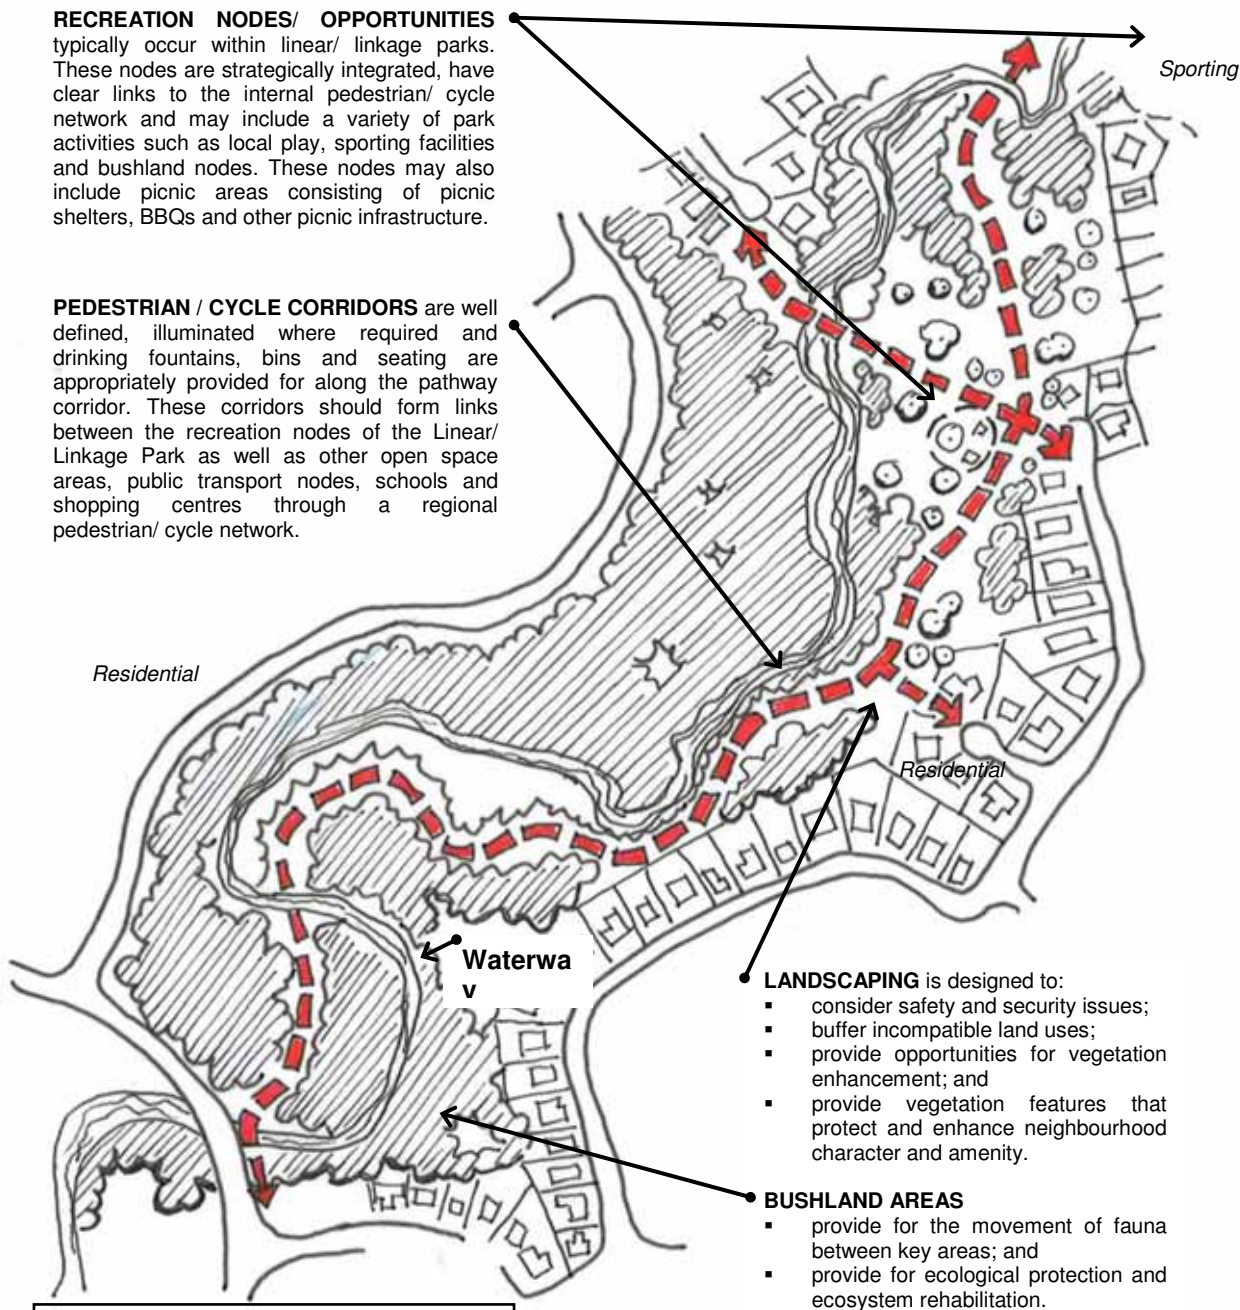 RECREATION NODES/ OPPORTUNITIES
typically occur within linear/ linkage parks.
These nodes are strategically integrated, have
clear links to the internal pedestrian/ cycle
network and may include a variety of park
activities such as local play, sporting facilities
and bushland nodes. These nodes may also
include picnic areas consisting of picnic
shelters, BBQs and other picnic infrastructure.
Sporting
PEDESTRIAN / CYCLE CORRIDORS are well
defined, illuminated where required and
drinking fountains, bins and seating are
appropriately provided for along the pathway
corridor. These corridors should form links
between the recreation nodes of the Linear/
Linkage Park as well as other open space
areas, public transport nodes, schools and
shopping centres through a regional
pedestrian/ cycle network.
Residential
Residential
Waterwa
y
LANDSCAPING is designed to:
▪ consider safety and security issues;
▪ buffer incompatible land uses;
▪ provide opportunities for vegetation
enhancement; and
▪ provide vegetation features that
protect and enhance neighbourhood
character and amenity.
BUSHLAND AREAS
▪ provide for the movement of fauna
between key areas; and
▪ provide for ecological protection and
ecosystem rehabilitation.